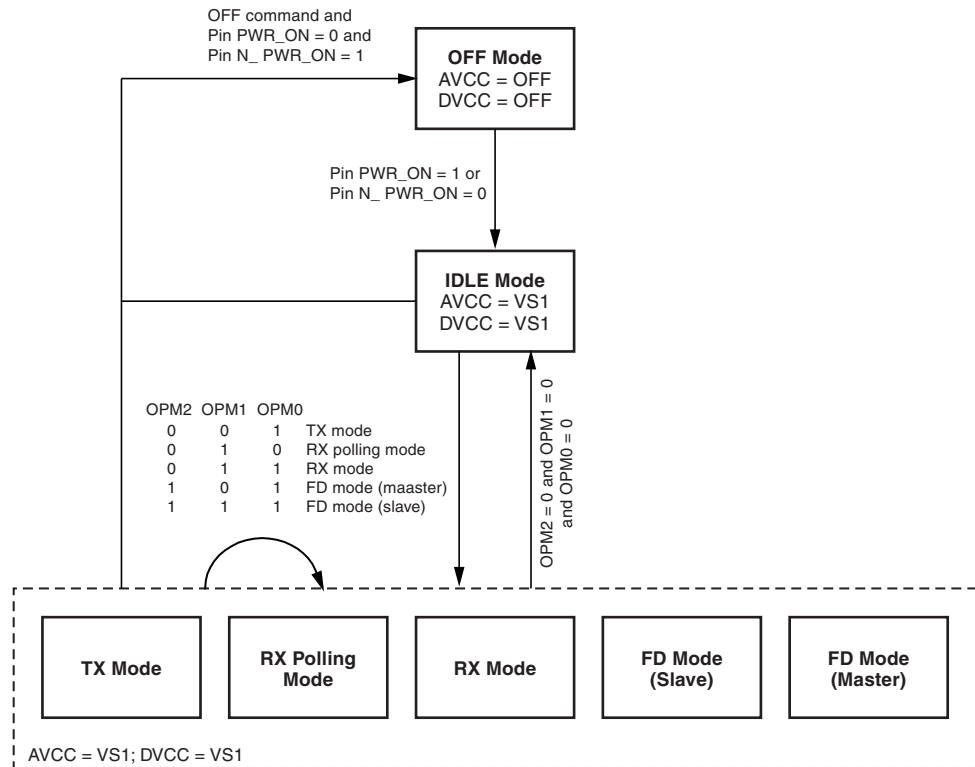 OFF command and
Pin PWR_ON = 0 and
Pin N_ PWR_ON = 1
OFF Mode
AVCC = OFF
DVCC = OFF
Pin PWR_ON = 1 or
Pin N_ PWR_ON = 0
IDLE Mode
AVCC = VS1
DVCC = VS1
OPM2 OPM1 OPM0
0 0 1 TX mode
0 1 0 RX polling mode
0 1 1 RX mode
1 0 1 FD mode (maaster)
1 1 1 FD mode (slave)
OPM2 = 0 and OPM1 = 0
and OPM0 = 0
TX Mode
RX Polling
Mode
RX Mode
FD Mode
(Slave)
FD Mode
(Master)
AVCC = VS1; DVCC = VS1